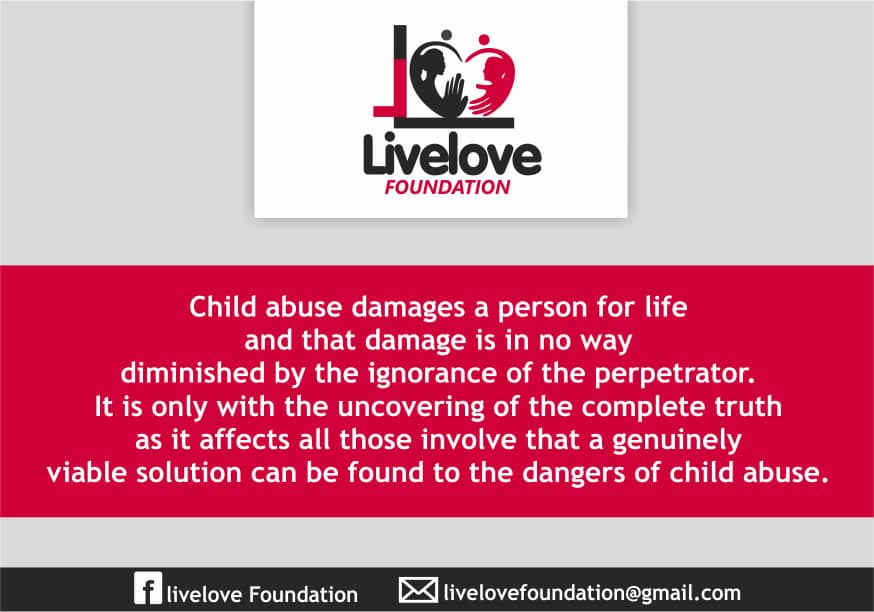 Livelove
FOUNDATION
Child abuse damages a person for life
and that damage is in no way
diminished by the ignorance of the perpetrator.
It is only with the uncovering of the complete truth
as it affects all those involve that a genuinely
viable solution can be found to the dangers of child abuse.
livelove Foundation
livelovefoundation@gmail.com